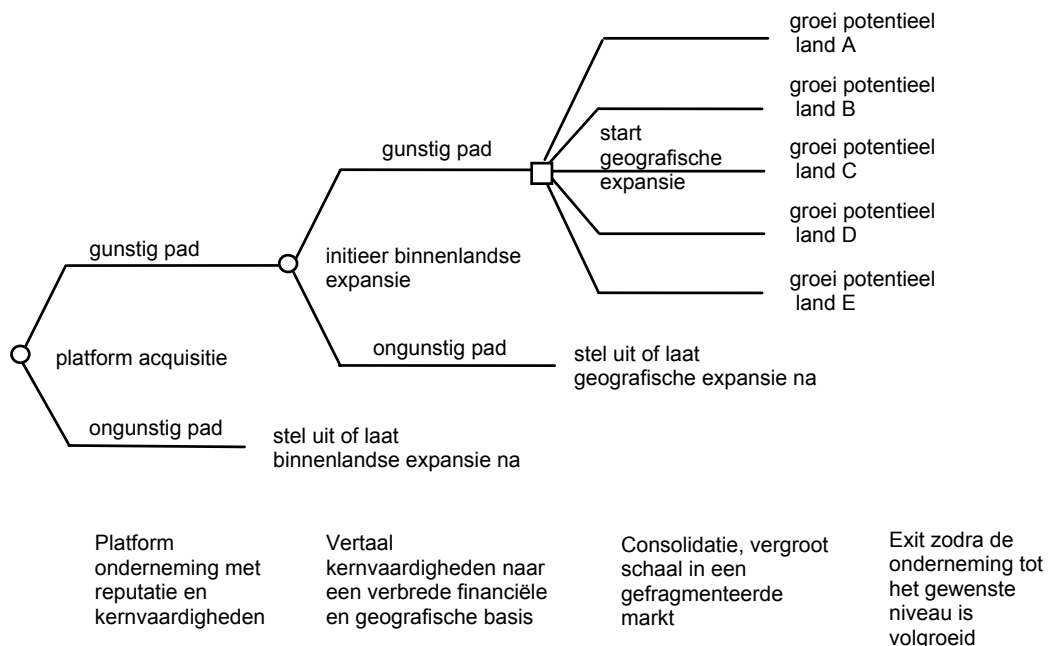 groei potentieel
land A
groei potentieel
land B
start
geografische
expansie
gunstig pad
groei potentieel
land C
groei potentieel
land D
gunstig pad
initieer binnenlandse
expansie
groei potentieel
land E
platform acquisitie
ongunstig pad
stel uit of laat
geografische expansie na
ongunstig pad
stel uit of laat
binnenlandse expansie na
Platform
onderneming met
reputatie en
kernvaardigheden
Vertaal
kernvaardigheden naar
een verbrede financiële
en geografische basis
Consolidatie, vergroot
schaal in een
gefragmenteerde
markt
Exit zodra de
onderneming tot
het gewenste
niveau is
volgroeid